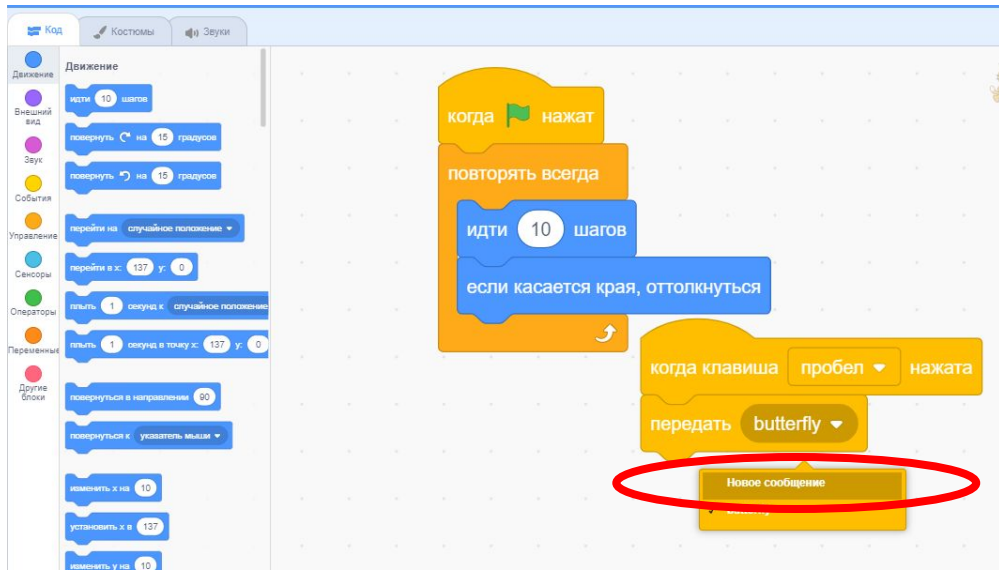 Код
Костюмы
Звуки
Движение
Внешний вид
Звук
События
Управление
Сенсоры
Операторы
Переменные
Другие блоки
Движение
идти 10 шагов
повернуть на 15 градусов
повернуть на 15 градусов
перейти на случайное положение
перейти в x: 137 y: 0
плыть 1 секунд к случайное положение
плыть 1 секунд в точку x: 137 y: 0
повернуться в направлении 90
повернуться к указатель мыши
изменить x на 10
установить x в 137
изменить y на 10
когда нажат
повторять всегда
идти 10 шагов
если касается края, оттолкнуться
когда клавиша пробел нажата
передать butterfly
Новое сообщение